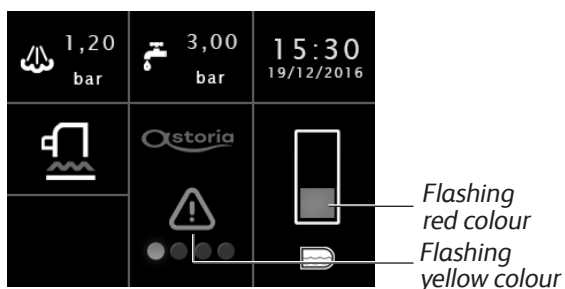 1,20
bar
3,00
bar
15:30
19/12/2016
astoria
Flashing
red colour
Flashing
yellow colour